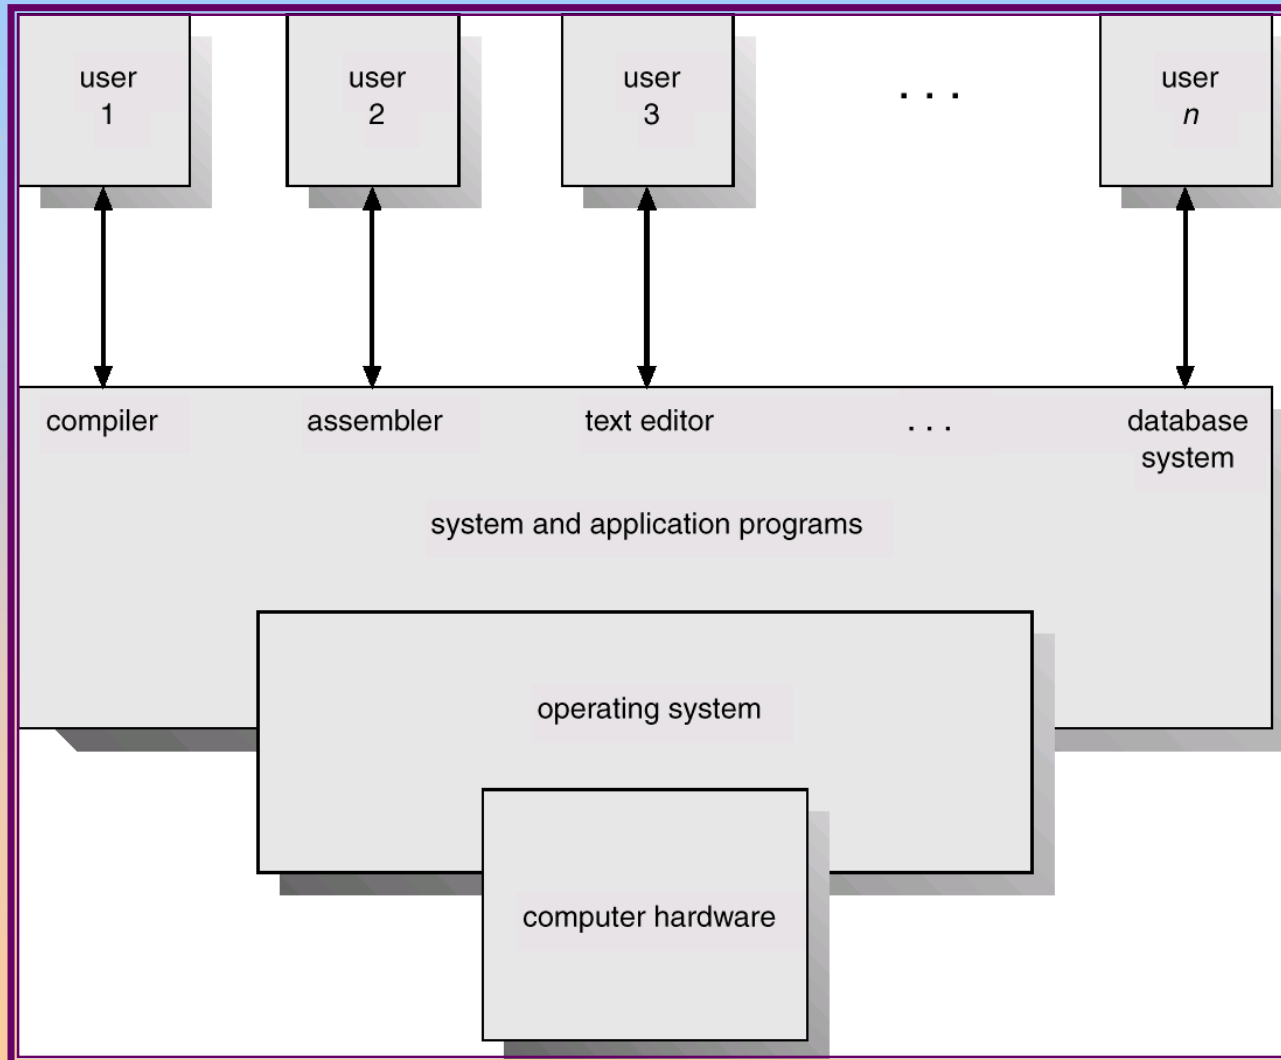 user
1
user
2
user
3
. . .
user
n
compiler
assembler
text editor
. . .
database
system
system and application programs
operating system
computer hardware